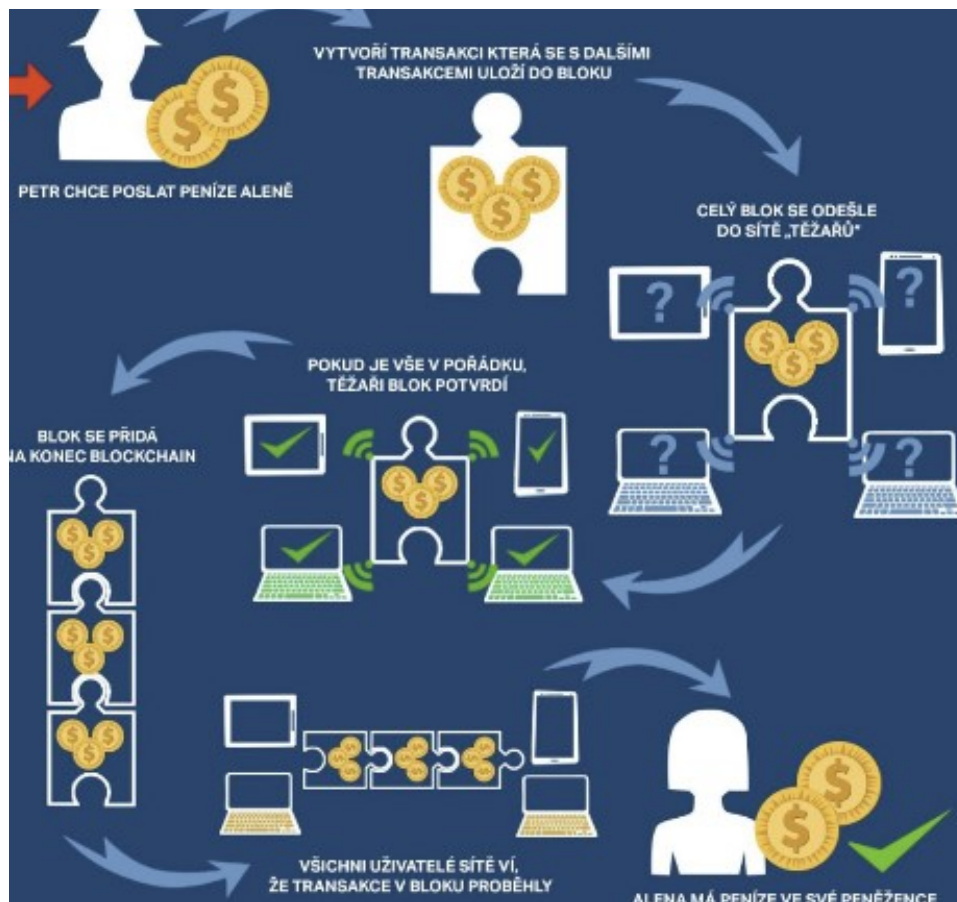 PETR CHCE POSLAT PENÍZE ALENĚ
VYTVOŘÍ TRANSAKCI KTERÁ SE S DALŠÍMI
TRANSAKCEMI ULOŽÍ DO BLOKU
CELÝ BLOK SE ODEŠLE
DO SÍTĚ „TĚŽAŘŮ“
POKUD JE VŠE V POŘÁDKU,
TĚŽAŘI BLOK POTVRDÍ
BLOK SE PŘIDÁ
NA KONEC BLOCKCHAIN
VŠICHNI UŽIVATELÉ SÍTĚ VÍ,
ŽE TRANSAKCE V BLOKU PROBĚHLY
ALENA MÁ PENÍZE VE SVÉ PENĚŽENCE